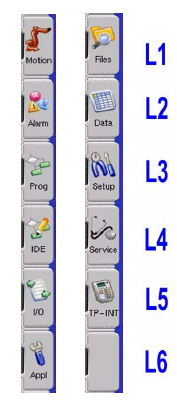 Motion Files L1
Alarm Data L2
Prog Setup L3
IDE Service L4
I/O TP-INT L5
Appl L6